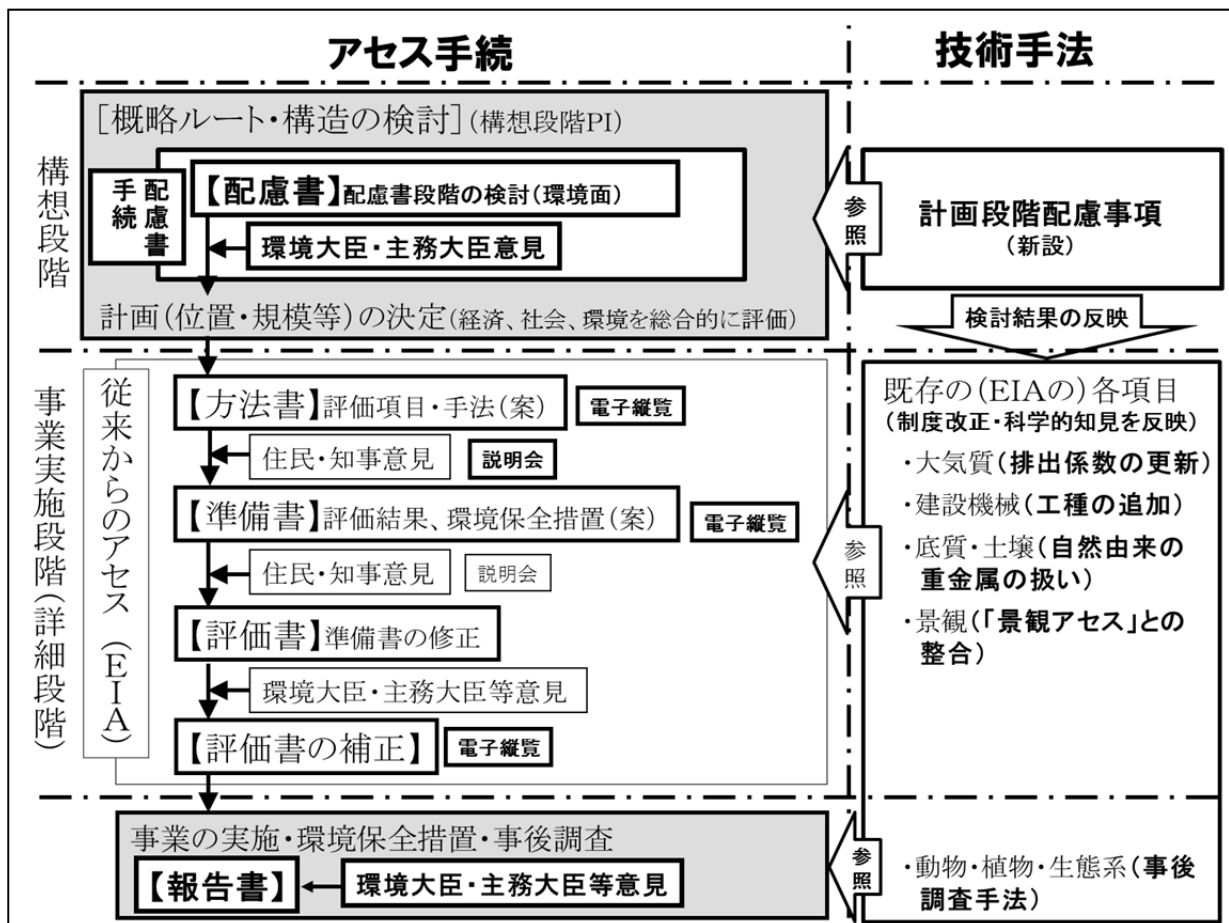 アセス手続
技術手法
構想段階
[概略ルート・構造の検討](構想段階PI)
配慮書
手続
【配慮書】配慮書段階の検討(環境面)
環境大臣・主務大臣意見
計画(位置・規模等)の決定(経済、社会、環境を総合的に評価)
参照
計画段階配慮事項
(新設)
検討結果の反映
事業実施段階(詳細段階)
従来からのアセス(EIA)
【方法書】評価項目・手法(案)
電子縦覧
住民・知事意見
説明会
【準備書】評価結果、環境保全措置(案)
電子縦覧
住民・知事意見
説明会
【評価書】準備書の修正
環境大臣・主務大臣等意見
【評価書の補正】
電子縦覧
参照
既存の(EIAの)各項目
(制度改正・科学的知見を反映)
・大気質(排出係数の更新)
・建設機械(工種の追加)
・底質・土壌(自然由来の
重金属の扱い)
・景観(「景観アセス」との
整合)
事業の実施・環境保全措置・事後調査
【報告書】
環境大臣・主務大臣等意見
参照
・動物・植物・生態系(事後
調査手法)